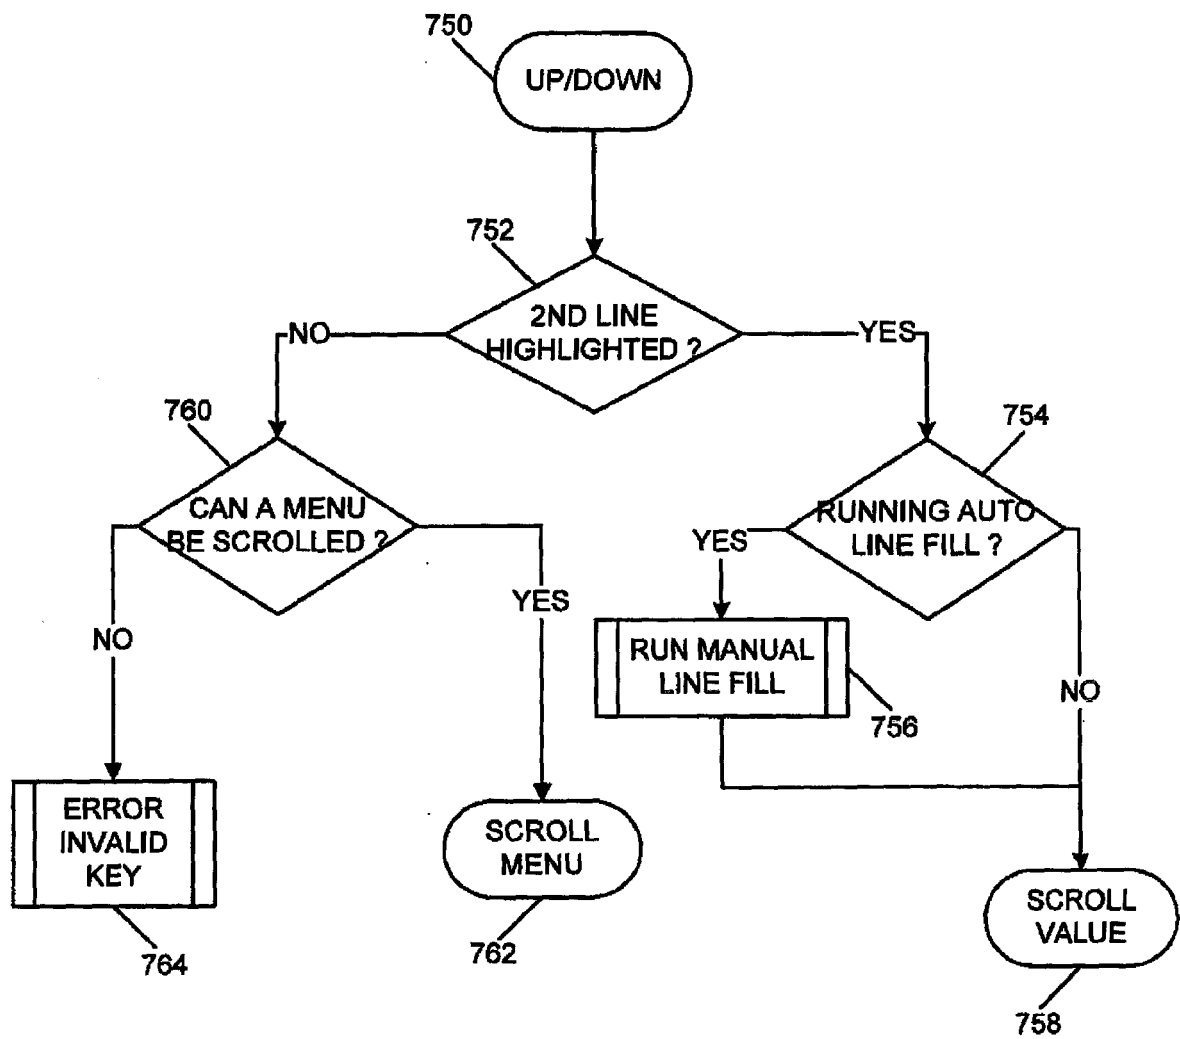 750
UP/DOWN
752
2ND LINE
HIGHLIGHTED ?
NO
YES
760
754
CAN A MENU
BE SCROLLED ?
RUNNING AUTO
LINE FILL ?
YES
YES
NO
RUN MANUAL
LINE FILL
NO
756
ERROR
INVALID
KEY
SCROLL
MENU
SCROLL
VALUE
764
762
758